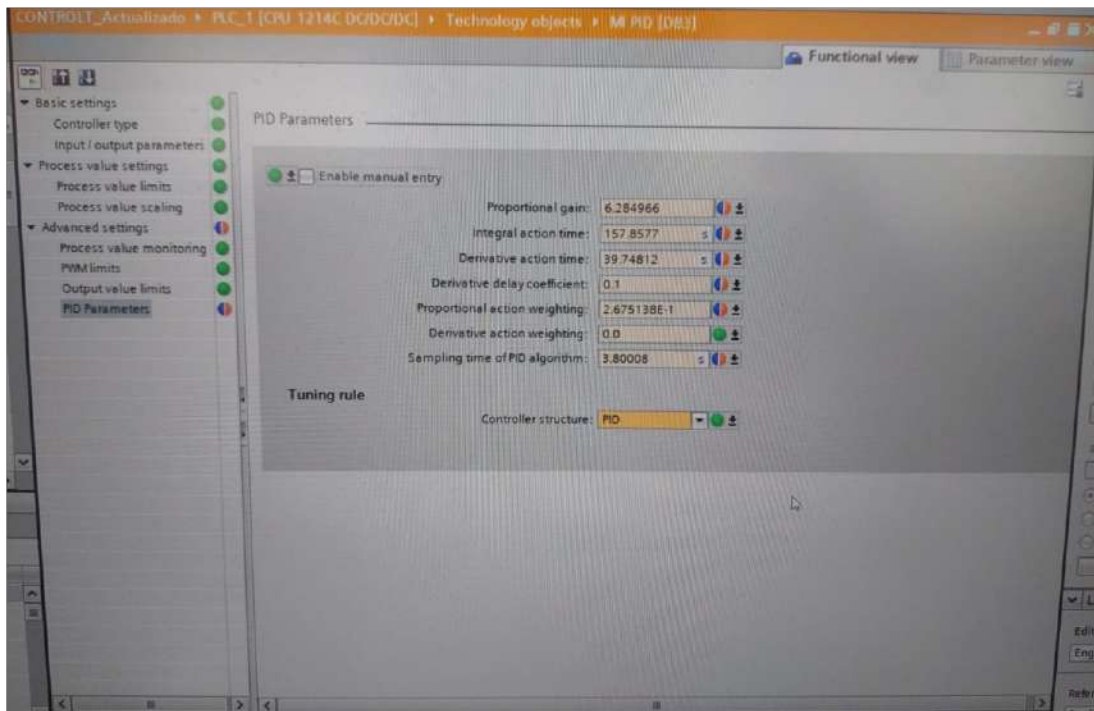 CONTROLT_Actualizado ▸ PLC_1 [CPU 1214C DC/DC/DC] ▸ Technology objects ▸ MI PID
Functional view
Parameter view
Basic settings
Controller type
Input / output parameters
Process value settings
Process value limits
Process value scaling
Advanced settings
Process value monitoring
PWM limits
Output value limits
PID Parameters
PID Parameters
Enable manual entry
Proportional gain: 6.284966
Integral action time: 157.8577 s
Derivative action time: 39.74812 s
Derivative delay coefficient: 0.1
Proportional action weighting: 2.675138E-1
Derivative action weighting: 0.0
Sampling time of PID algorithm: 3.80008 s
Tuning rule
Controller structure: PID